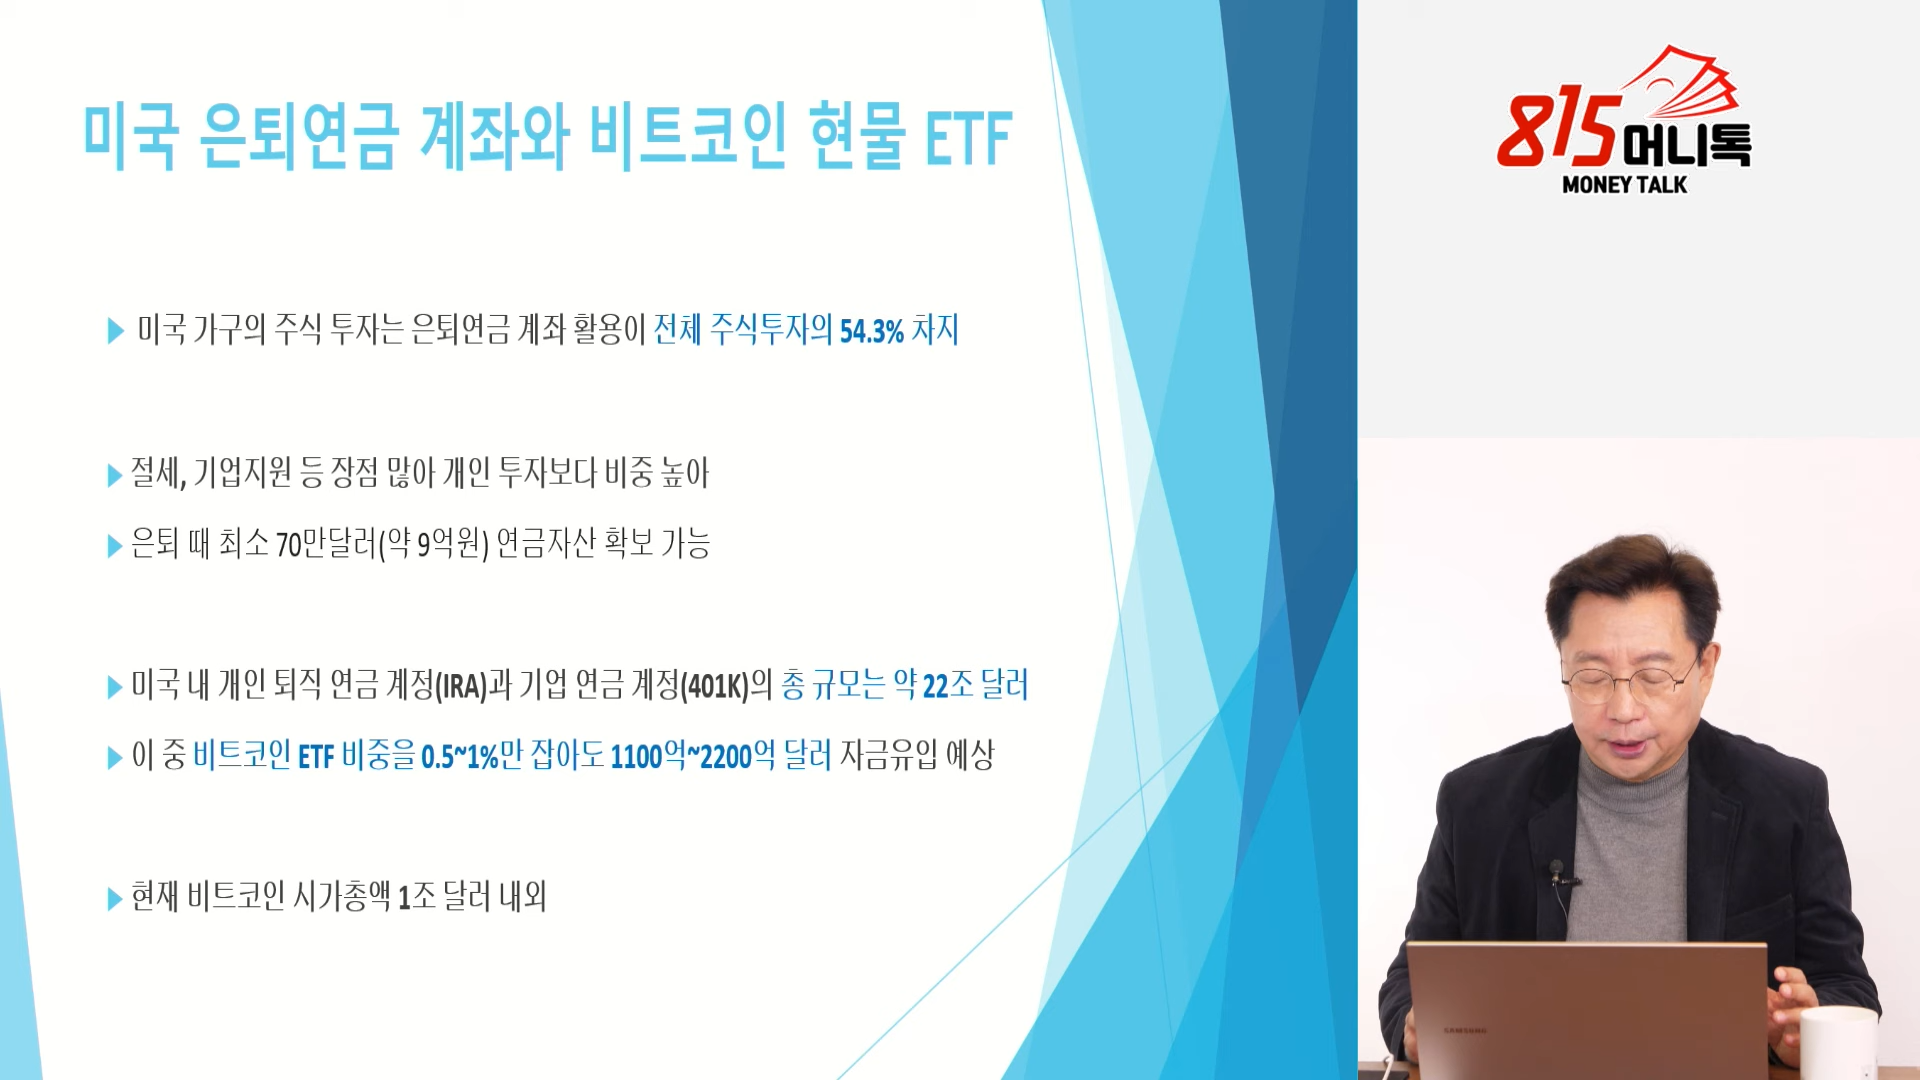 미국 은퇴연금 계좌와 비트코인 현물 ETF
미국 가구의 주식 투자는 은퇴연금 계좌 활용이 전체 주식투자의 54.3% 차지
절세, 기업지원 등 장점 많아 개인 투자보다 비중 높아
은퇴 때 최소 70만달러(약 9억원) 연금자산 확보 가능
미국 내 개인 퇴직 연금 계정(IRA)과 기업 연금 계정(401K)의 총 규모는 약 22조 달러
이 중 비트코인 ETF 비중을 0.5~1%만 잡아도 1100억~2200억 달러 자금유입 예상
현재 비트코인 시가총액 1조 달러 내외
815머니톡
MONEY TALK
SAMSUNG